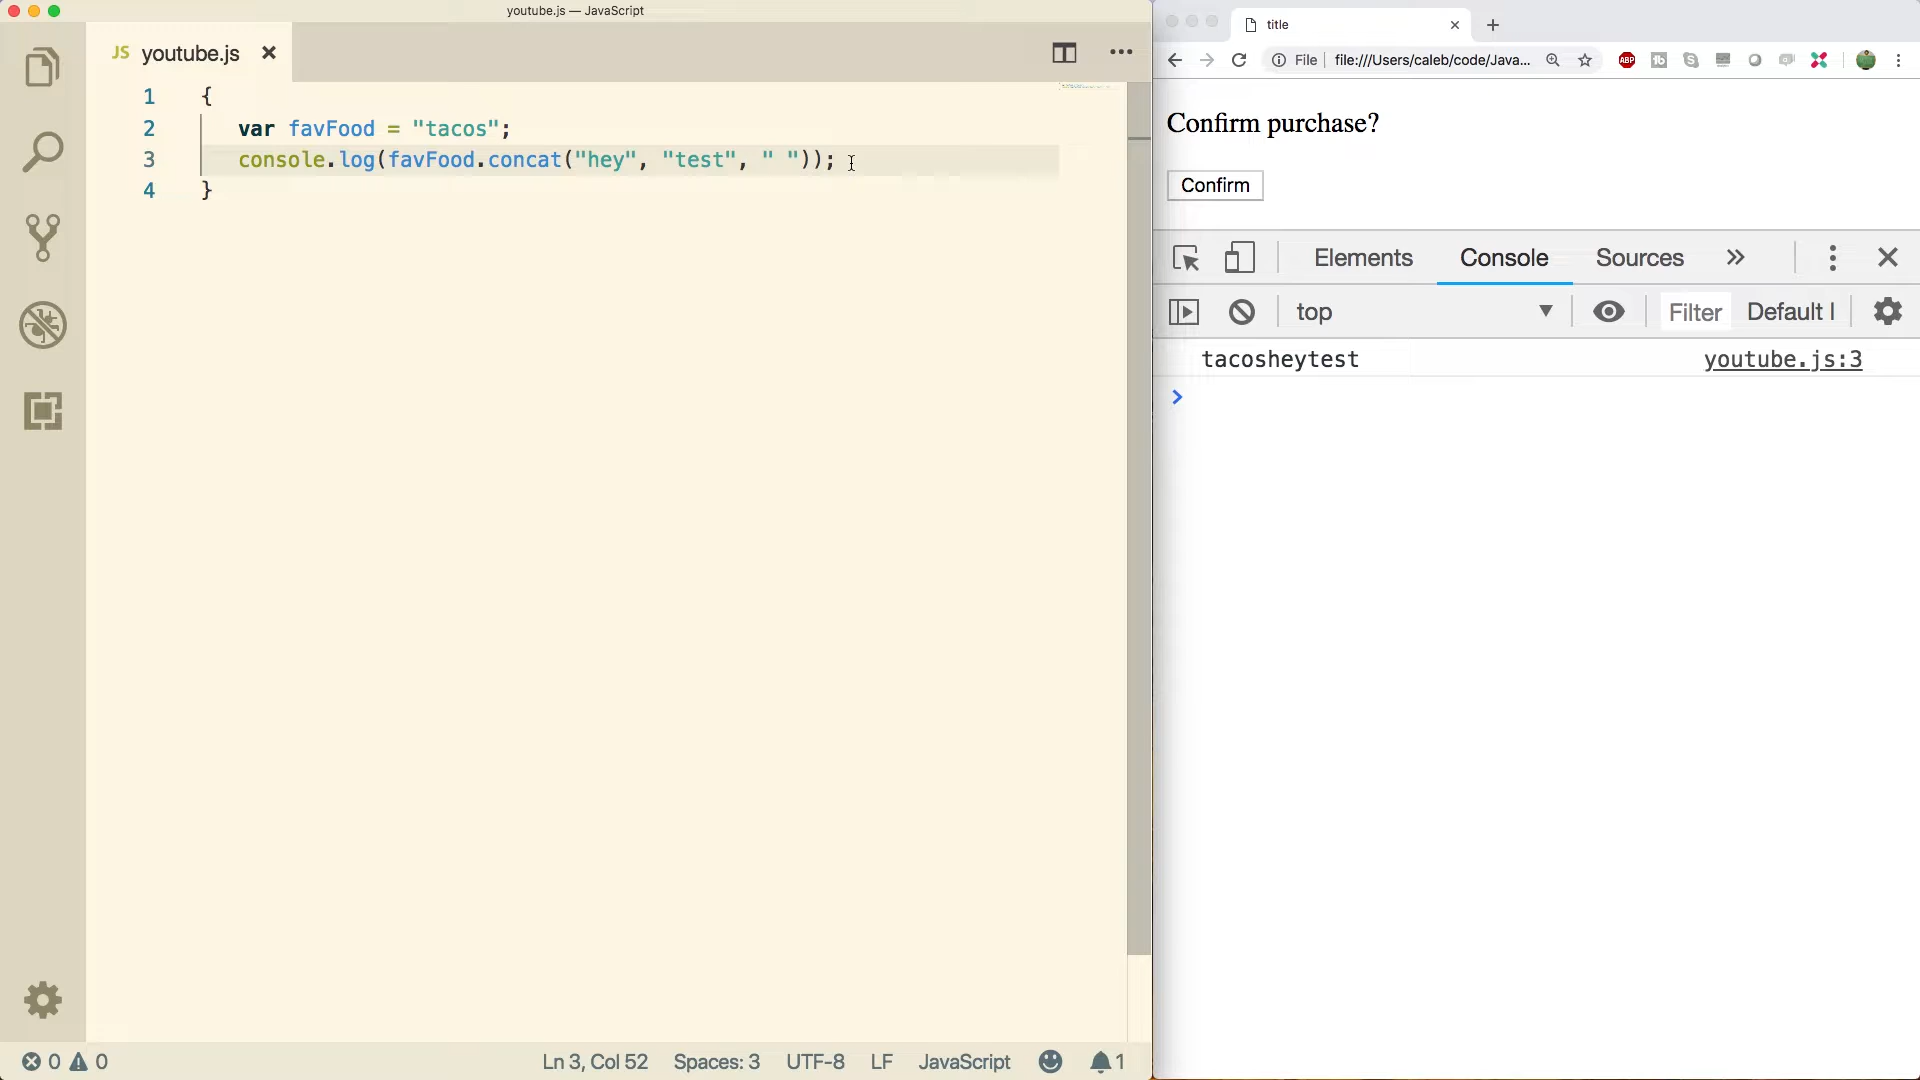 youtube.js — JavaScript
JS youtube.js
1 {
2 var favFood = "tacos";
3 console.log(favFood.concat("hey", "test", " "));
4 }
0 0 Ln 3, Col 52 Spaces: 3 UTF-8 LF JavaScript 1
title
File file:///Users/caleb/code/Java... ABP
Confirm purchase?
Confirm
Elements Console Sources »
top Filter Default l
tacosheytest youtube.js:3